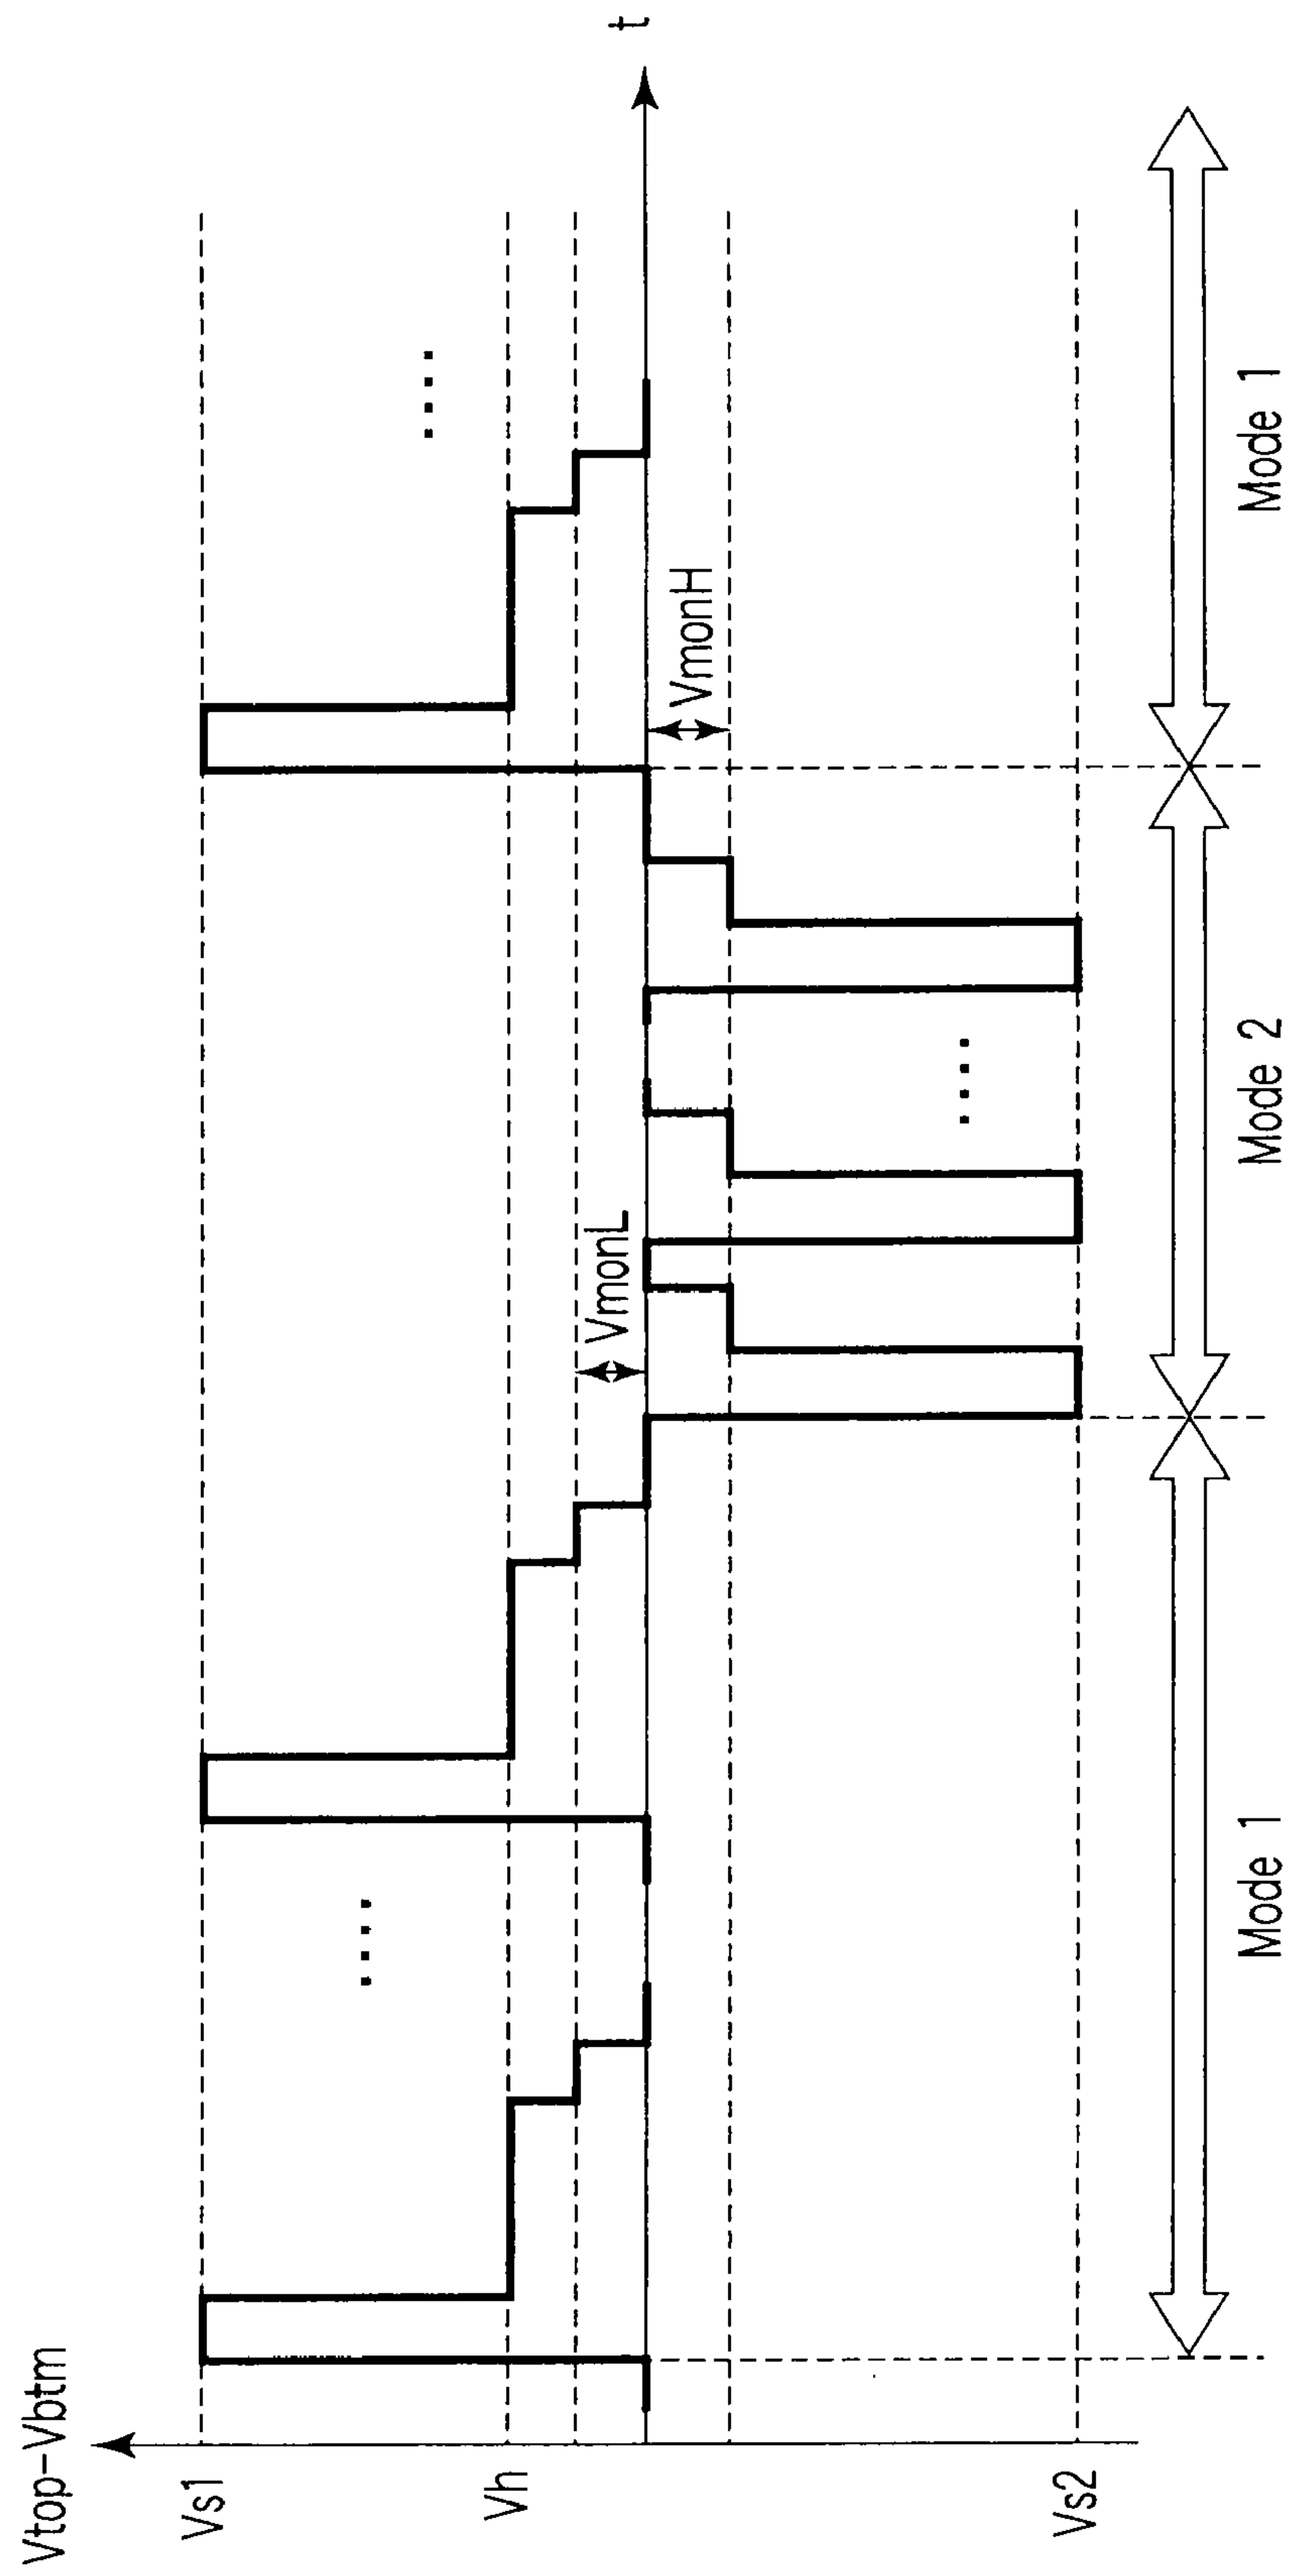 Vtop-Vbtm
Vs1
Vh
Vs2
VmonL
VmonH
t
Mode 1
Mode 2
Mode 1